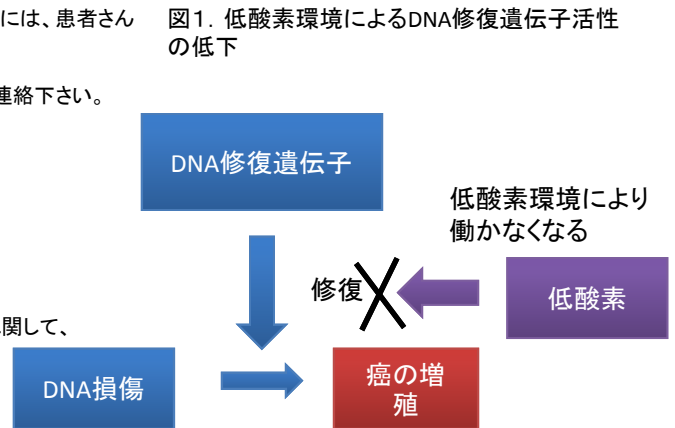 には、患者さん
連絡下さい。
関して、
図１．低酸素環境によるDNA修復遺伝子活性
の低下
DNA修復遺伝子
低酸素環境により
働かなくなる
修復
低酸素
DNA損傷
癌の増
殖